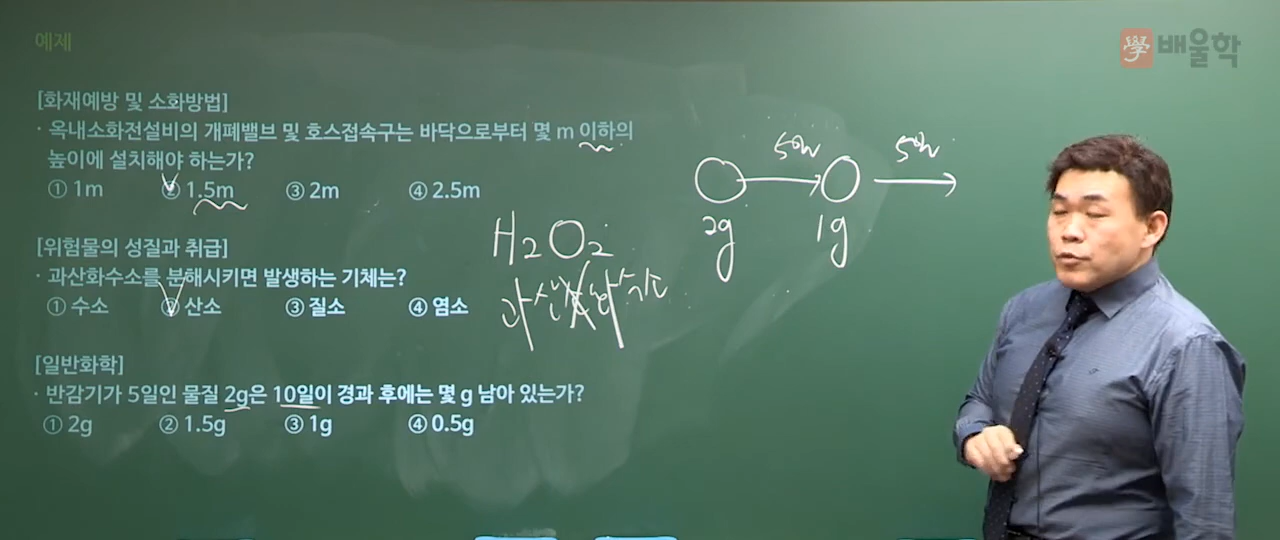 예제
學 배울학
[화재예방 및 소화방법]
· 옥내소화전설비의 개폐밸브 및 호스접속구는 바닥으로부터 몇 m 이하의
높이에 설치해야 하는가?
① 1m ② 1.5m ③ 2m ④ 2.5m
[위험물의 성질과 취급]
· 과산화수소를 분해시키면 발생하는 기체는?
① 수소 ② 산소 ③ 질소 ④ 염소
[일반화학]
· 반감기가 5일인 물질 2g은 10일이 경과 후에는 몇 g 남아 있는가?
① 2g ② 1.5g ③ 1g ④ 0.5g
H₂O₂
5일 5일
2g 1g